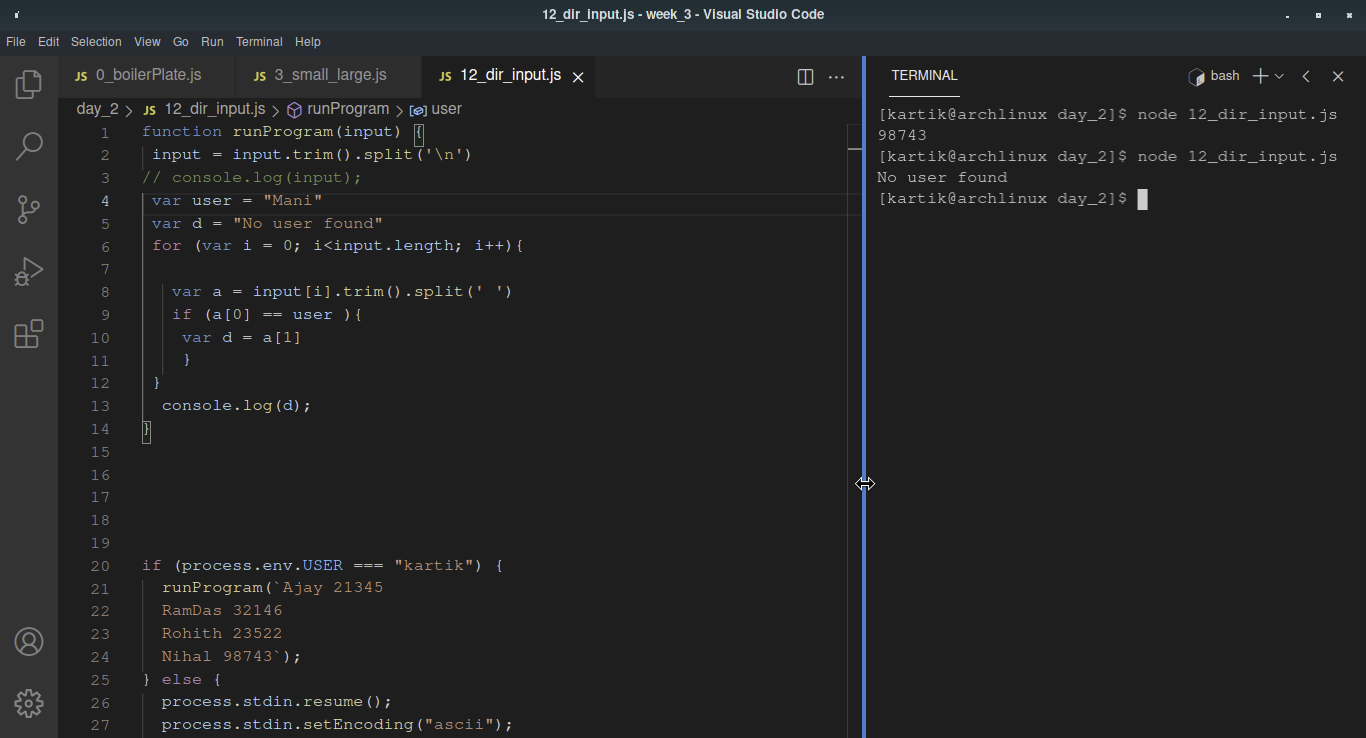 12_dir_input.js - week_3 - Visual Studio Code
File Edit Selection View Go Run Terminal Help
JS 0_boilerPlate.js JS 3_small_large.js JS 12_dir_input.js
day_2 > JS 12_dir_input.js > runProgram > user
1 function runProgram(input) {
2 input = input.trim().split('\n')
3 // console.log(input);
4 var user = "Mani"
5 var d = "No user found"
6 for (var i = 0; i<input.length; i++){
7
8 var a = input[i].trim().split(' ')
9 if (a[0] == user ){
10 var d = a[1]
11 }
12 }
13 console.log(d);
14 }
15
16
17
18
19
20 if (process.env.USER === "kartik") {
21 runProgram(`Ajay 21345
22 RamDas 32146
23 Rohith 23522
24 Nihal 98743`);
25 } else {
26 process.stdin.resume();
27 process.stdin.setEncoding("ascii");
TERMINAL bash
[kartik@archlinux day_2]$ node 12_dir_input.js
98743
[kartik@archlinux day_2]$ node 12_dir_input.js
No user found
[kartik@archlinux day_2]$